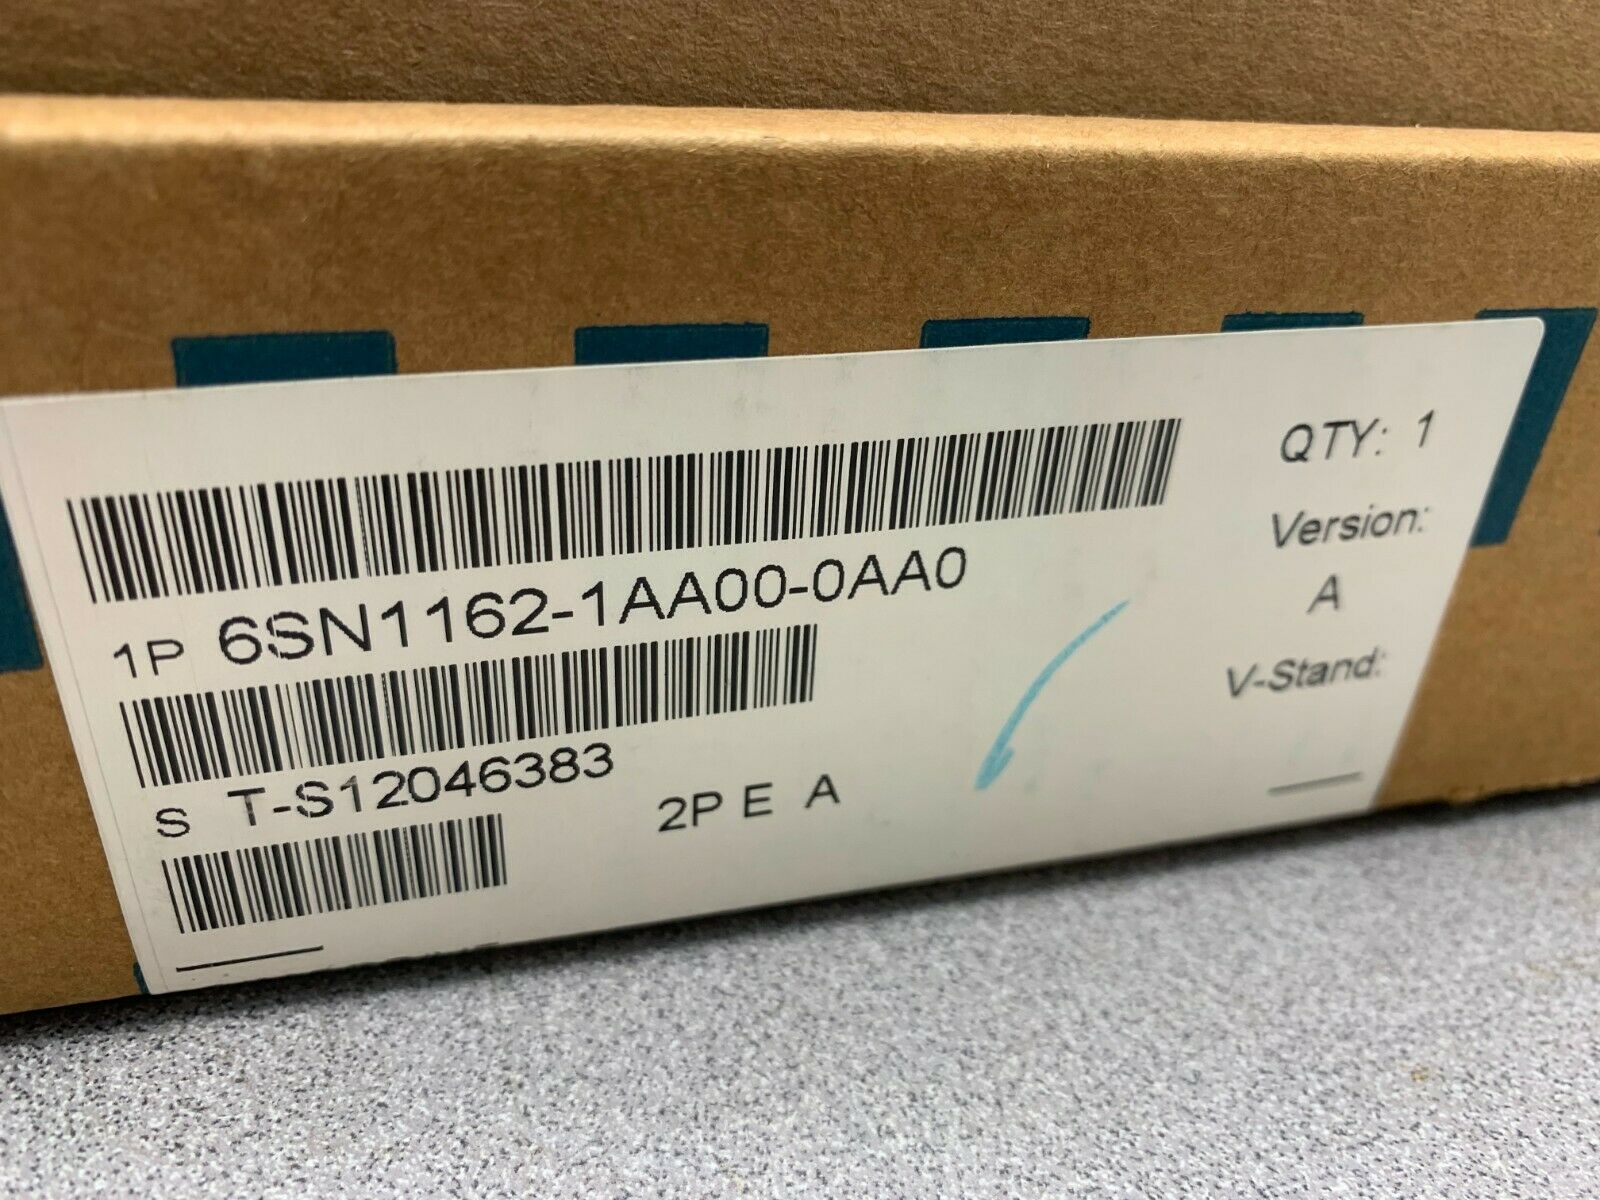 1P 6SN1162-1AA00-0AA0
S T-S12046383
2P E A
QTY: 1
Version:
A
V-Stand: